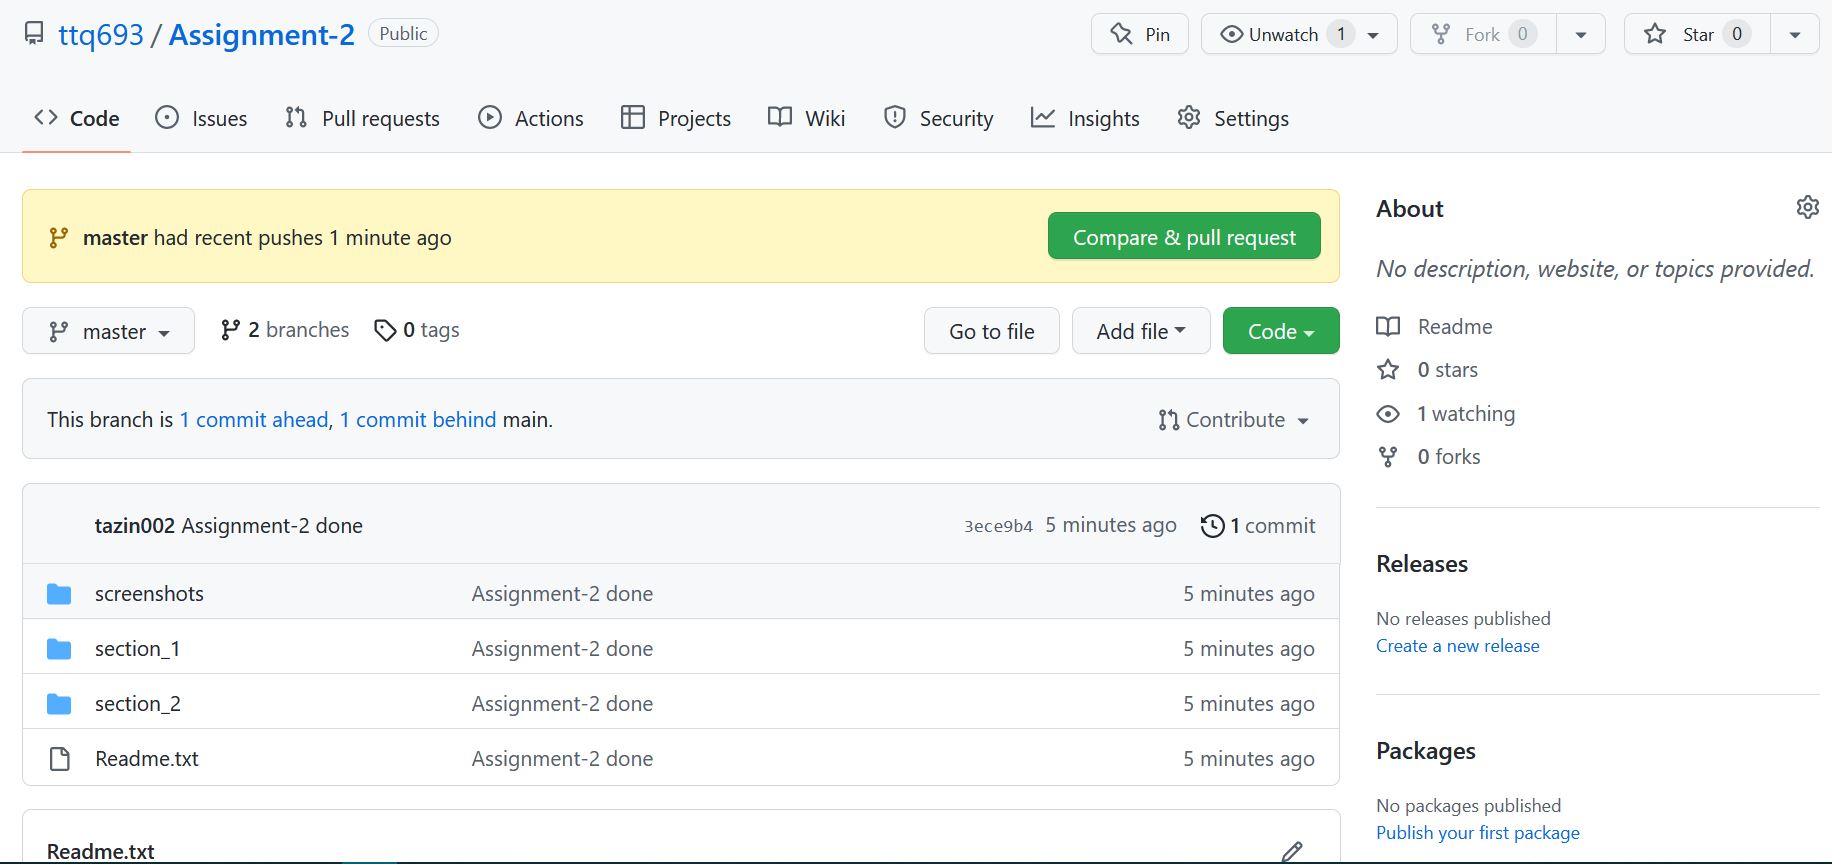 ttq693 / Assignment-2 Public
Pin
Unwatch 1
Fork 0
Star 0
Code
Issues
Pull requests
Actions
Projects
Wiki
Security
Insights
Settings
master had recent pushes 1 minute ago
Compare & pull request
master
2 branches
0 tags
Go to file
Add file
Code
This branch is 1 commit ahead, 1 commit behind main.
Contribute
tazin002 Assignment-2 done
3ece9b4 5 minutes ago
1 commit
screenshots Assignment-2 done 5 minutes ago
section_1 Assignment-2 done 5 minutes ago
section_2 Assignment-2 done 5 minutes ago
Readme.txt Assignment-2 done 5 minutes ago
Readme.txt
About
No description, website, or topics provided.
Readme
0 stars
1 watching
0 forks
Releases
No releases published
Create a new release
Packages
No packages published
Publish your first package